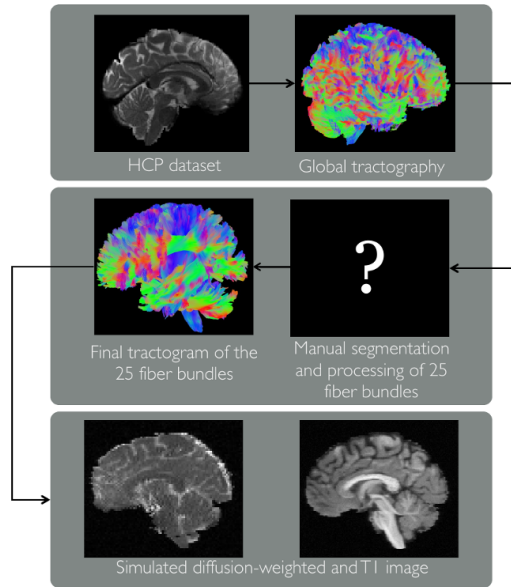 HCP dataset
Global tractography
?
Final tractogram of the
25 fiber bundles
Manual segmentation
and processing of 25
fiber bundles
Simulated diffusion-weighted and T1 image